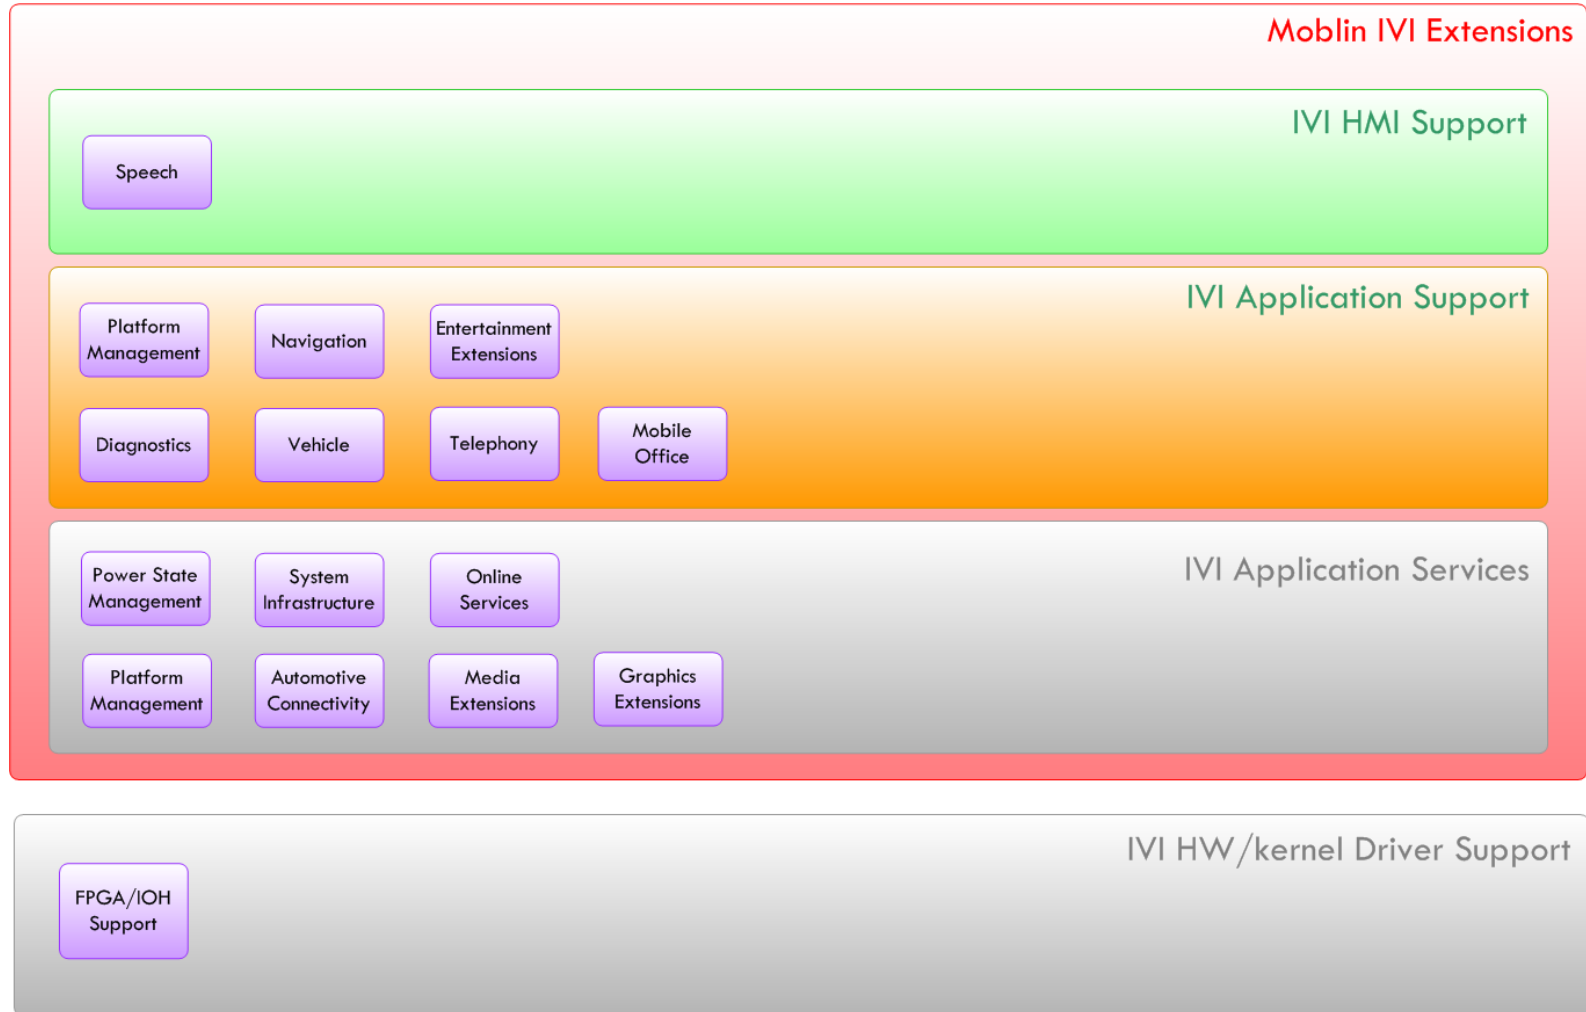 Moblin IVI Extensions
IVI HMI Support
Speech
IVI Application Support
Platform
Management
Navigation
Entertainment
Extensions
Diagnostics
Vehicle
Telephony
Mobile
Office
IVI Application Services
Power State
Management
System
Infrastructure
Online
Services
Platform
Management
Automotive
Connectivity
Media
Extensions
Graphics
Extensions
IVI HW/kernel Driver Support
FPGA/IOH
Support